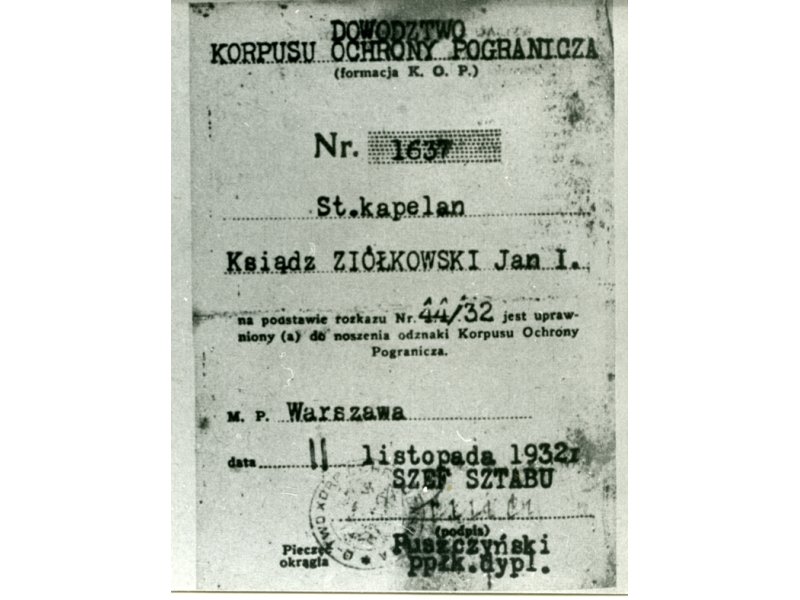 DOWODZTWO
KORPUSU OCHRONY POGRANICZA
(formacja K. O. P.)
Nr. 1637
St.kapelan
Ksiądz ZIÓŁKOWSKI Jan I.
na podstawie rozkazu Nr. 44/32 jest upraw-
niony (a) do noszenia odznaki Korpusu Ochrony
Pogranicza.
M. P. Warszawa
data 11 listopada 1932r
SZEF SZTABU
(podpis)
Pieczęć Puszczyński
okrągła ppłk.dypl.